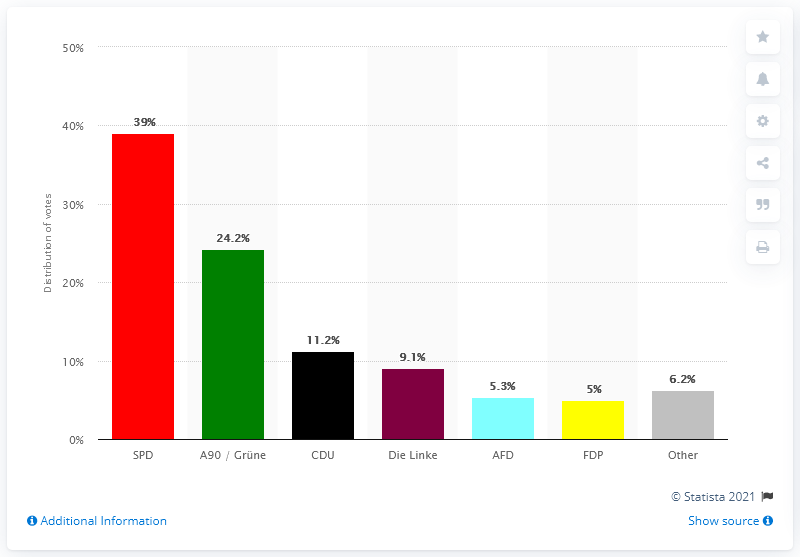 50%
40%
30%
20%
10%
0%
Distribution of votes
39%
24.2%
11.2%
9.1%
5.3%
5%
6.2%
SPD
A90 / Grüne
CDU
Die Linke
AFD
FDP
Other
© Statista 2021
Additional Information
Show source